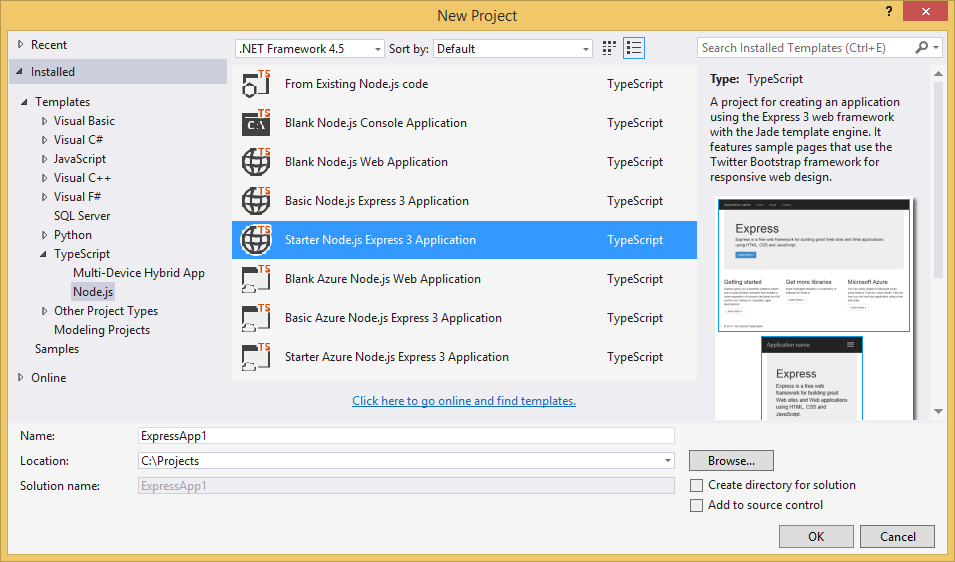 New Project
?
Recent
Installed
Templates
Visual Basic
Visual C#
JavaScript
Visual C++
Visual F#
SQL Server
Python
TypeScript
Multi-Device Hybrid App
Node.js
Other Project Types
Modeling Projects
Samples
Online
.NET Framework 4.5
Sort by: Default
Search Installed Templates (Ctrl+E)
From Existing Node.js code TypeScript
Blank Node.js Console Application TypeScript
Blank Node.js Web Application TypeScript
Basic Node.js Express 3 Application TypeScript
Starter Node.js Express 3 Application TypeScript
Blank Azure Node.js Web Application TypeScript
Basic Azure Node.js Express 3 Application TypeScript
Starter Azure Node.js Express 3 Application TypeScript
Click here to go online and find templates.
Type: TypeScript
A project for creating an application
using the Express 3 web framework
with the Jade template engine. It
features sample pages that use the
Twitter Bootstrap framework for
responsive web design.
Application name
Express
Express is a free web framework for building great Web sites and Web applications
using HTML, CSS and JavaScript.
Getting started Get more libraries Microsoft Azure
Application name
Express
Express is a free web
framework for building great
Web sites and Web applications
using HTML, CSS and
JavaScript.
Name: ExpressApp1
Location: C:\Projects
Browse...
Solution name: ExpressApp1
Create directory for solution
Add to source control
OK
Cancel